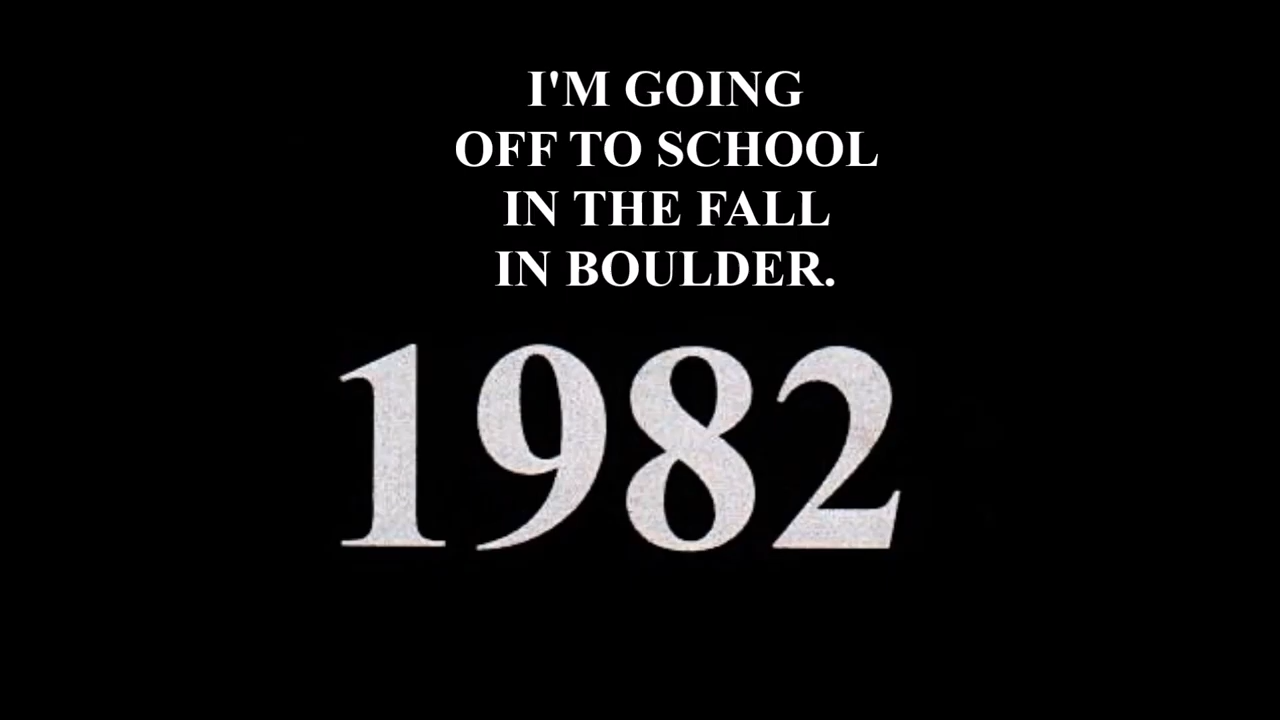 I'M GOING
OFF TO SCHOOL
IN THE FALL
IN BOULDER.
1982